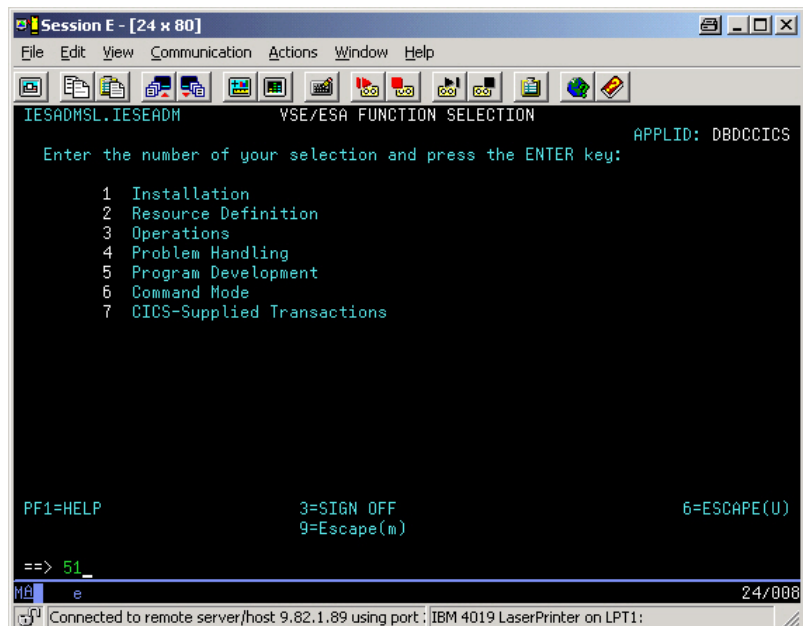 Session E - [24 x 80]
File Edit View Communication Actions Window Help
IESADMSL.IESEADM VSE/ESA FUNCTION SELECTION
APPLID: DBDCCICS
Enter the number of your selection and press the ENTER key:
1 Installation
2 Resource Definition
3 Operations
4 Problem Handling
5 Program Development
6 Command Mode
7 CICS-Supplied Transactions
PF1=HELP 3=SIGN OFF 6=ESCAPE(U)
9=Escape(m)
==> 51_
MA e 24/008
Connected to remote server/host 9.82.1.89 using port IBM 4019 LaserPrinter on LPT1: